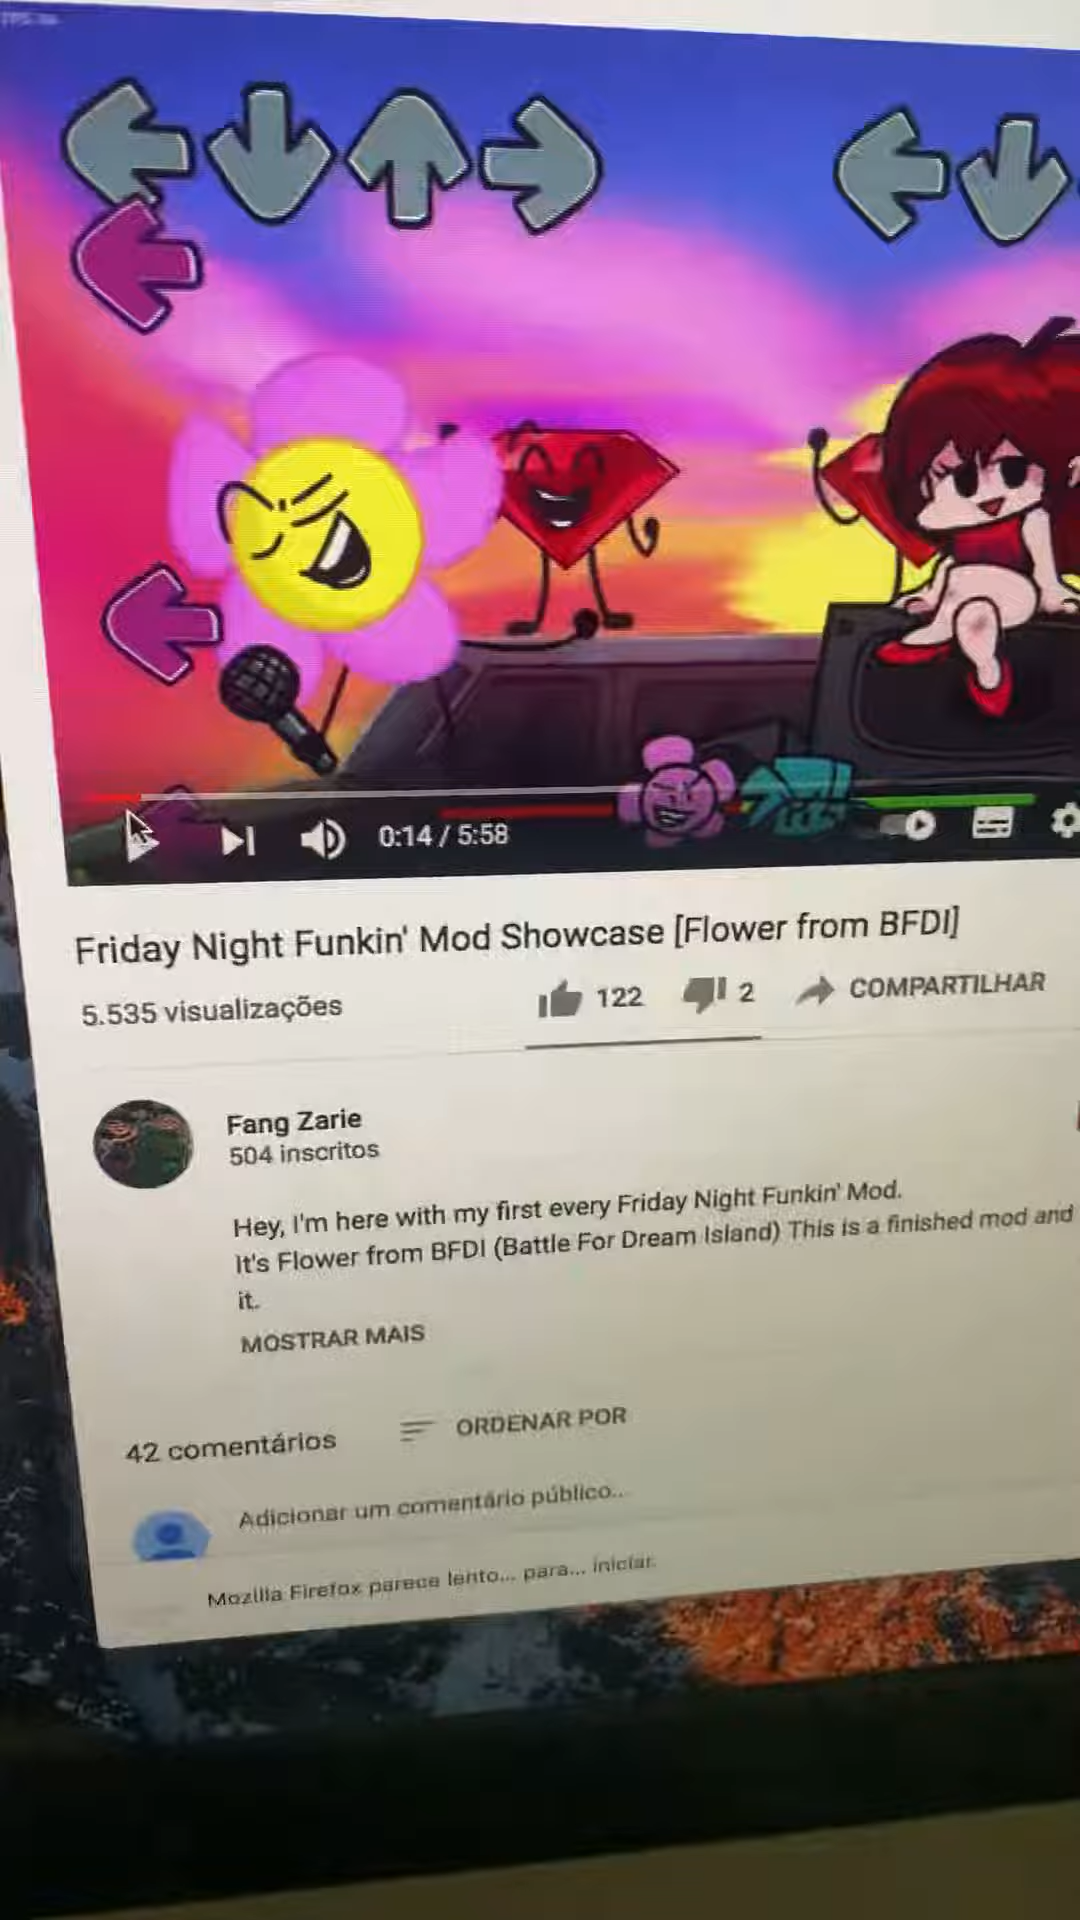 0:14 / 5:58
Friday Night Funkin' Mod Showcase [Flower from BFDI]
5.535 visualizações
122
2
COMPARTILHAR
Fang Zarie
504 inscritos
Hey, I'm here with my first every Friday Night Funkin' Mod.
It's Flower from BFDI (Battle For Dream Island) This is a finished mod and
it.
MOSTRAR MAIS
42 comentários
ORDENAR POR
Adicionar um comentário público...
Mozilla Firefox parece lento... para... iniciar.